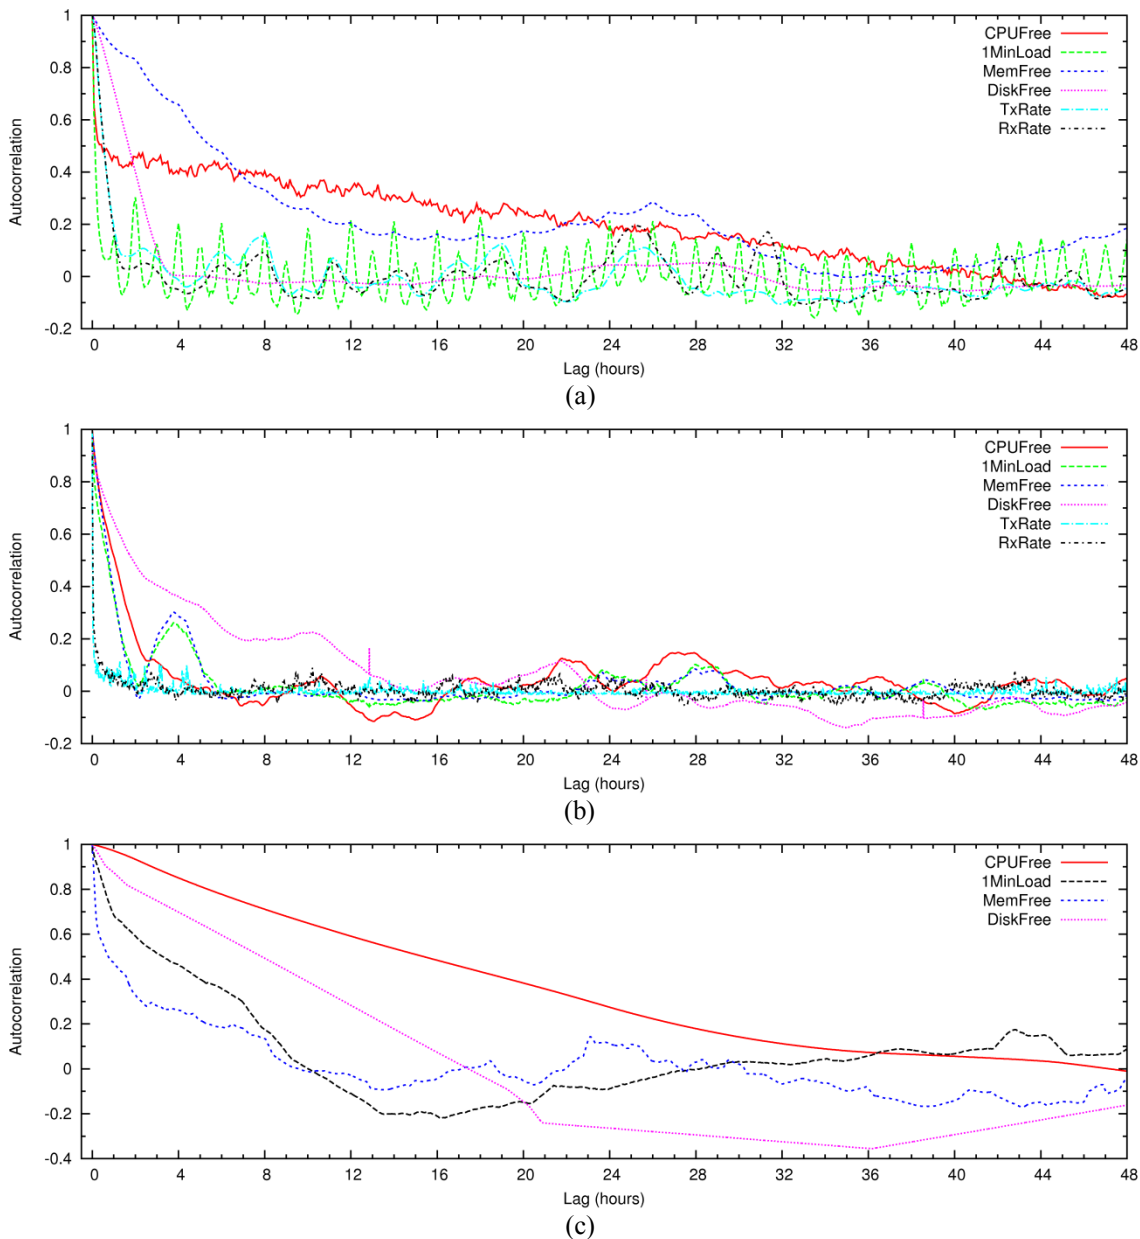 1
0.8
0.6
0.4
0.2
0
-0.2
Autocorrelation
CPUFree
1MinLoad
MemFree
DiskFree
TxRate
RxRate
0 4 8 12 16 20 24 28 32 36 40 44 48
Lag (hours)
(a)
1
0.8
0.6
0.4
0.2
0
-0.2
Autocorrelation
CPUFree
1MinLoad
MemFree
DiskFree
TxRate
RxRate
0 4 8 12 16 20 24 28 32 36 40 44 48
Lag (hours)
(b)
1
0.8
0.6
0.4
0.2
0
-0.2
-0.4
Autocorrelation
CPUFree
1MinLoad
MemFree
DiskFree
0 4 8 12 16 20 24 28 32 36 40 44 48
Lag (hours)
(c)